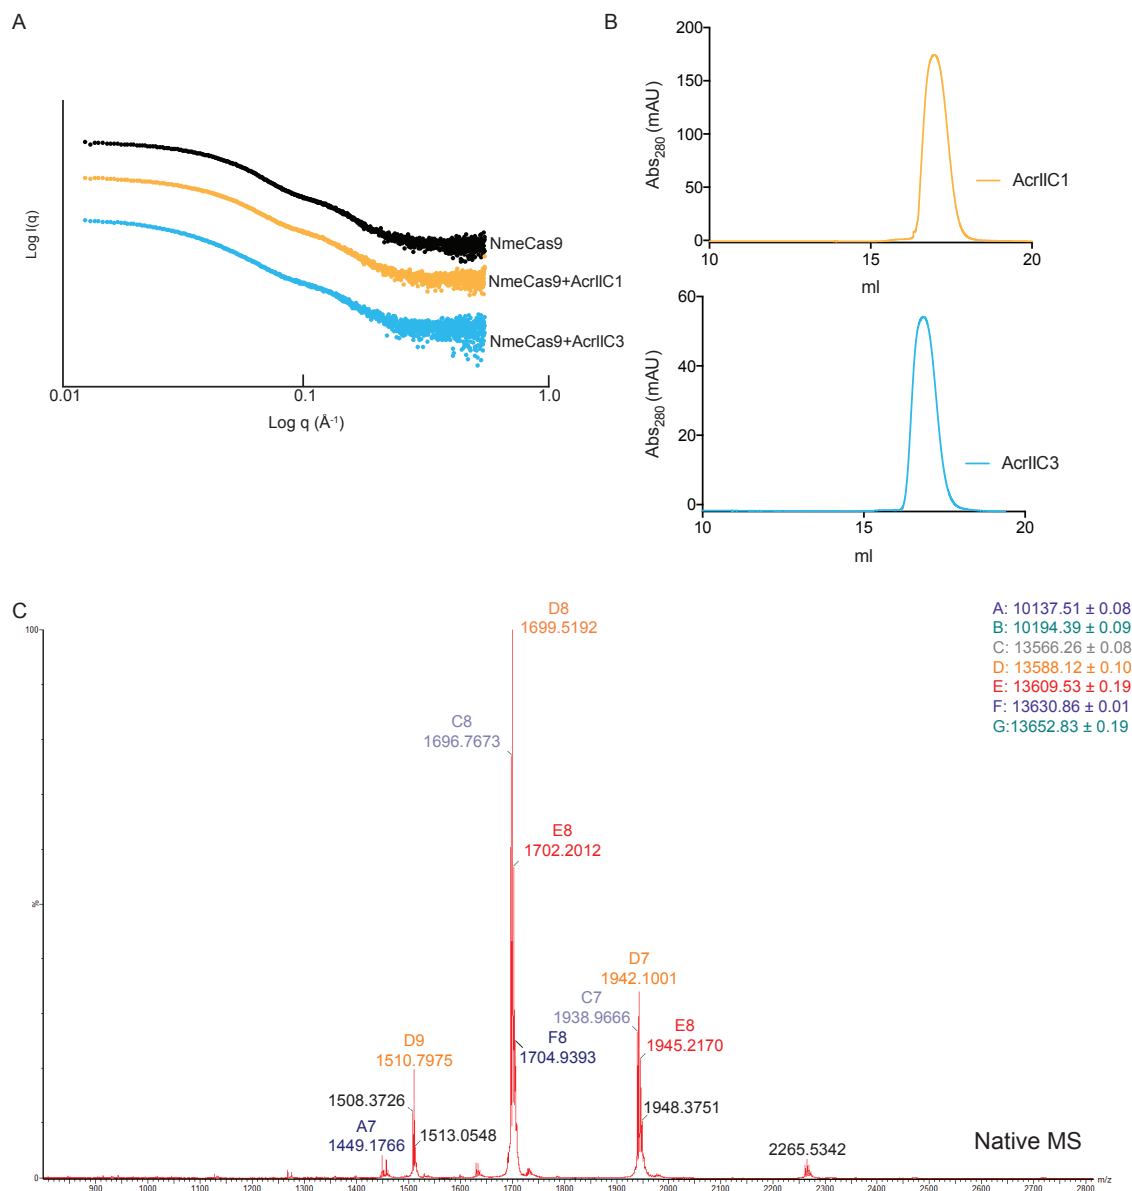 A
Log I(q)
NmeCas9
NmeCas9+AcrIIC1
NmeCas9+AcrIIC3
0.01
0.1
1.0
Log q (Å-1)
B
200
150
100
50
0
Abs280 (mAU)
AcrIIC1
10
15
20
ml
60
40
20
0
Abs280 (mAU)
AcrIIC3
10
15
20
ml
C
A: 10137.51 ± 0.08
B: 10194.39 ± 0.09
C: 13566.26 ± 0.08
D: 13588.12 ± 0.10
E: 13609.53 ± 0.19
F: 13630.86 ± 0.01
G:13652.83 ± 0.19
100
%
0
D8
1699.5192
C8
1696.7673
E8
1702.2012
F8
1704.9393
D7
1942.1001
C7
1938.9666
E8
1945.2170
1948.3751
D9
1510.7975
1508.3726
1513.0548
A7
1449.1766
2265.5342
Native MS
900 1000 1100 1200 1300 1400 1500 1600 1700 1800 1900 2000 2100 2200 2300 2400 2500 2600 2700 2800 m/z